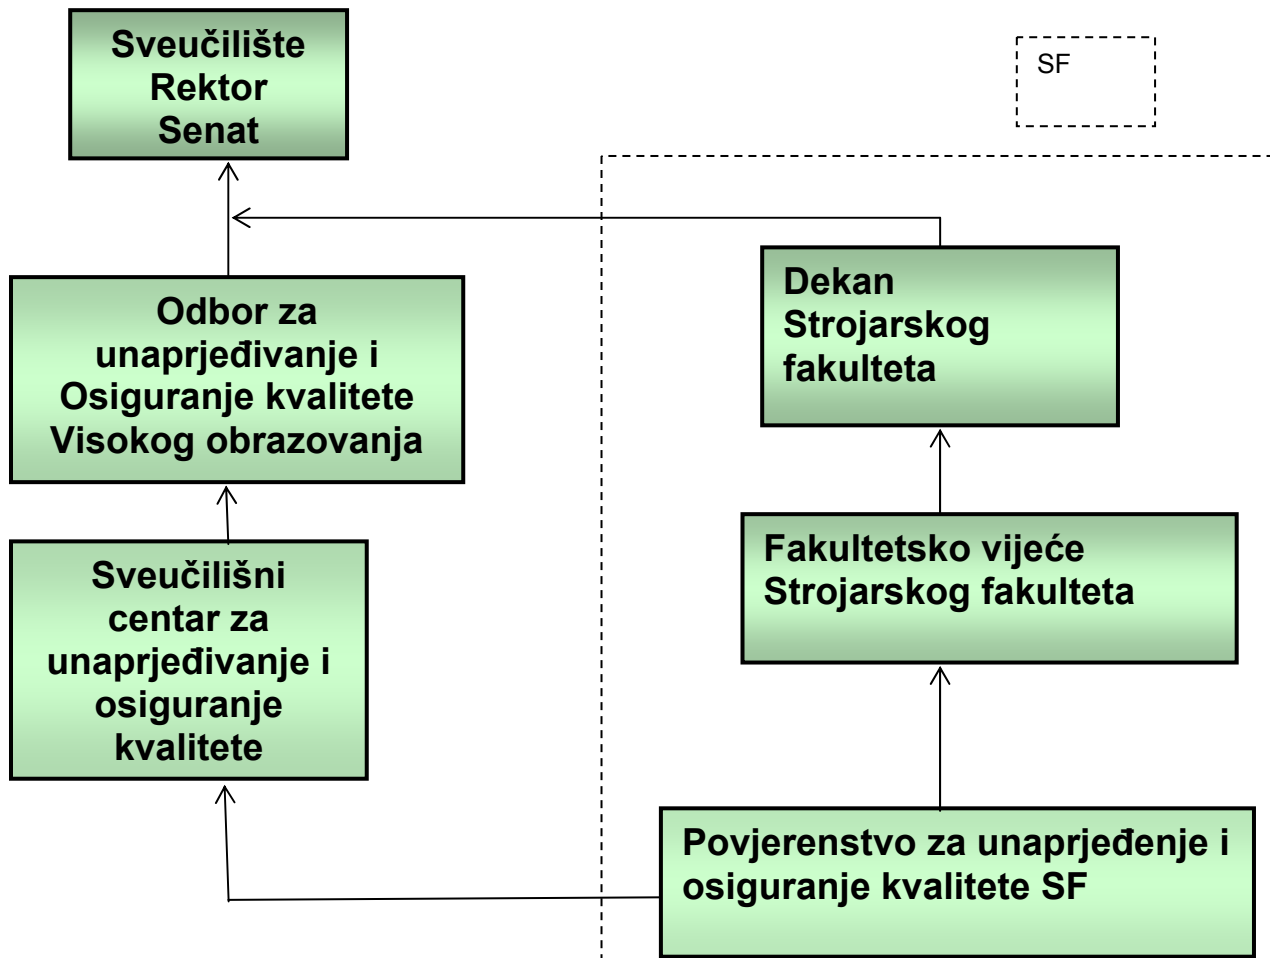 Sveučilište
Rektor
Senat
SF
Odbor za
unaprjeđivanje i
Osiguranje kvalitete
Visokog obrazovanja
Dekan
Strojarskog
fakulteta
Sveučilišni
centar za
unaprjeđivanje i
osiguranje
kvalitete
Fakultetsko vijeće
Strojarskog fakulteta
Povjerenstvo za unaprjeđenje i
osiguranje kvalitete SF